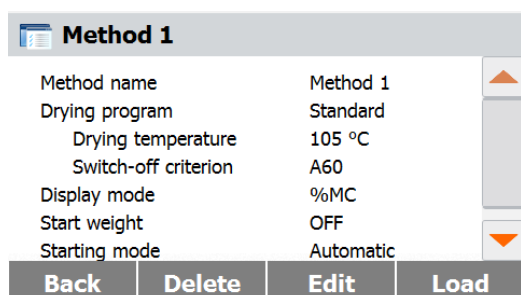 Method 1
Method name Method 1
Drying program Standard
Drying temperature 105 ºC
Switch-off criterion A60
Display mode %MC
Start weight OFF
Starting mode Automatic
Back Delete Edit Load